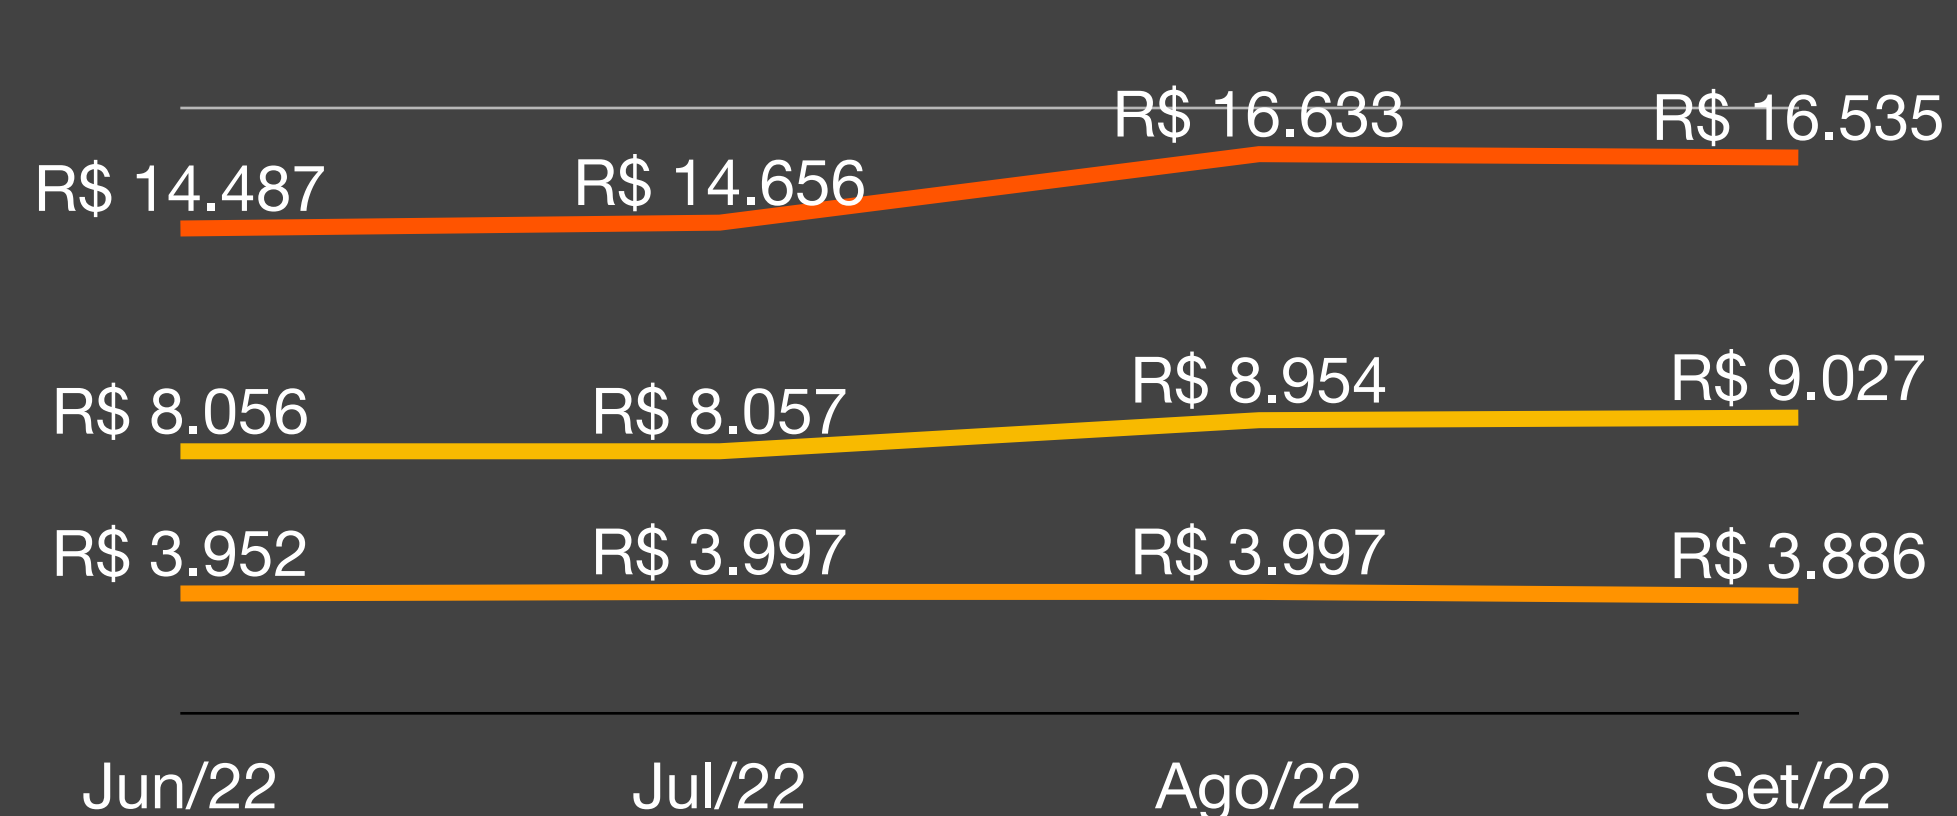 R$ 14.487 R$ 14.656 R$ 16.633 R$ 16.535
R$ 8.056 R$ 8.057 R$ 8.954 R$ 9.027
R$ 3.952 R$ 3.997 R$ 3.997 R$ 3.886
Jun/22 Jul/22 Ago/22 Set/22